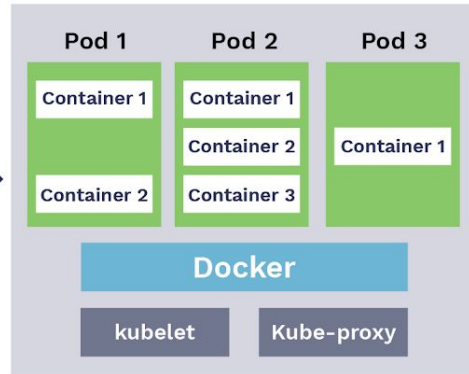 Pod 1
Pod 2
Pod 3
Container 1
Container 2
Container 1
Container 2
Container 3
Container 1
Docker
kubelet
Kube-proxy